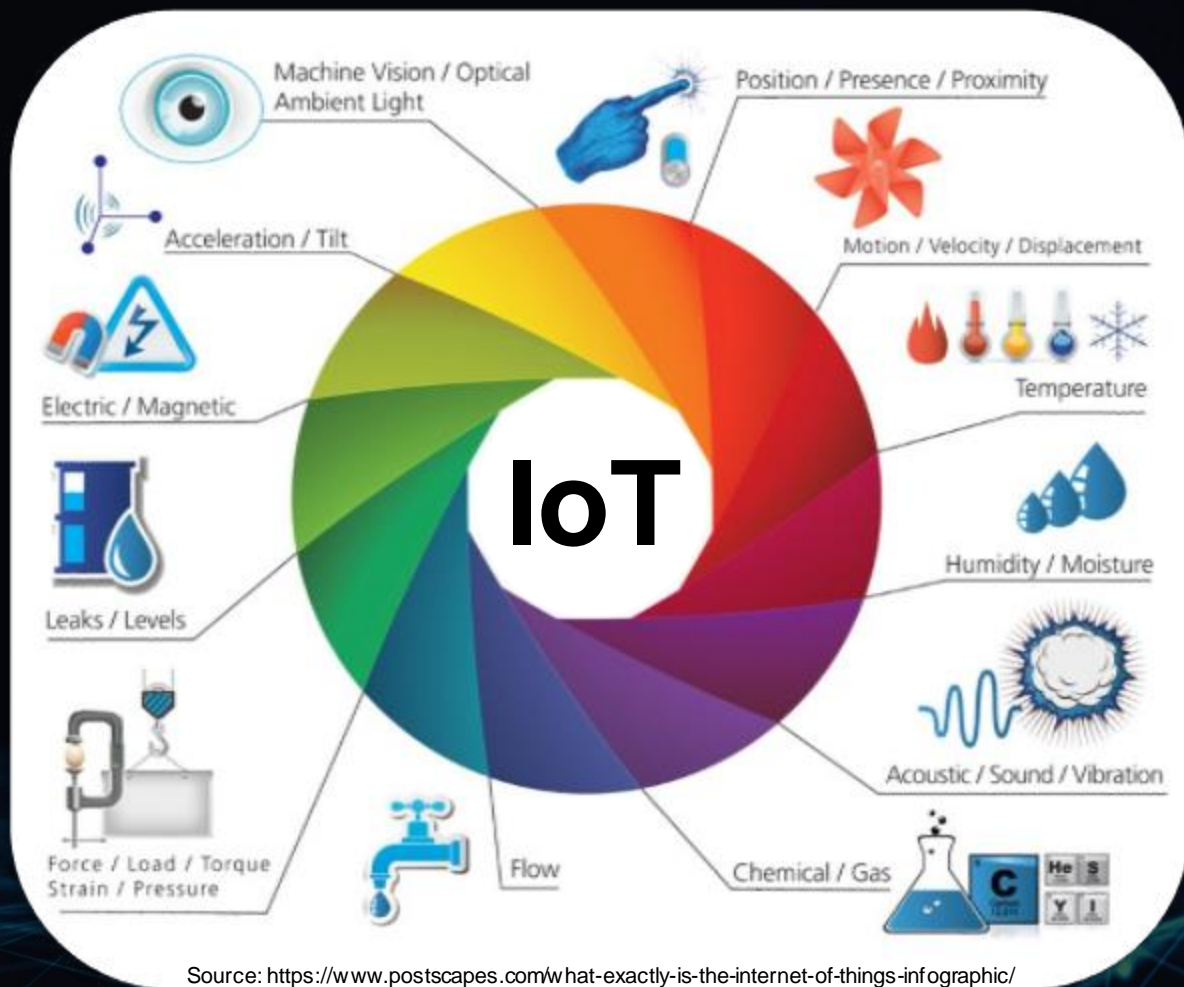 Machine Vision / Optical
Ambient Light
Position / Presence / Proximity
Acceleration / Tilt
Motion / Velocity / Displacement
Electric / Magnetic
Temperature
IoT
Humidity / Moisture
Leaks / Levels
Acoustic / Sound / Vibration
Force / Load / Torque
Strain / Pressure
Flow
Chemical / Gas
C
He S
Y I
Source: https://www.postscapes.com/what-exactly-is-the-internet-of-things-infographic/